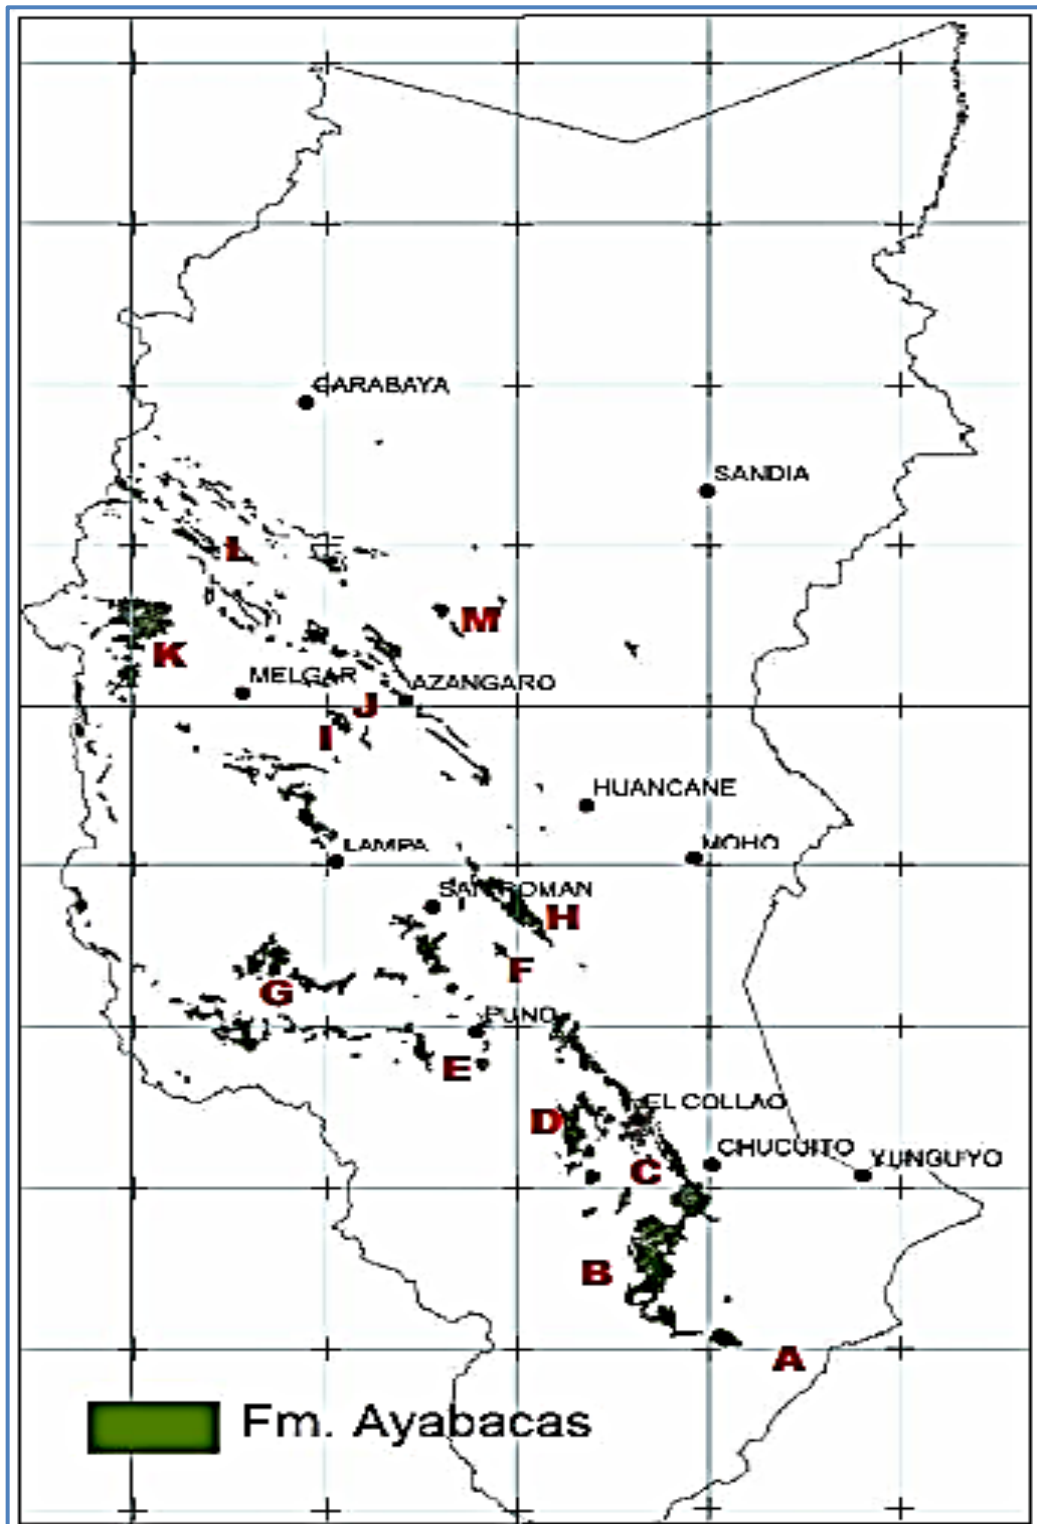 CARABAYA
SANDIA
L
M
K
MELGAR
AZANGARO
J
I
HUANCANE
LAMPA
MOHO
SAN ROMAN
H
F
G
PUNO
E
EL COLLAO
D
CHUCUITO
C
YUNGUYO
B
A
Fm. Ayabacas